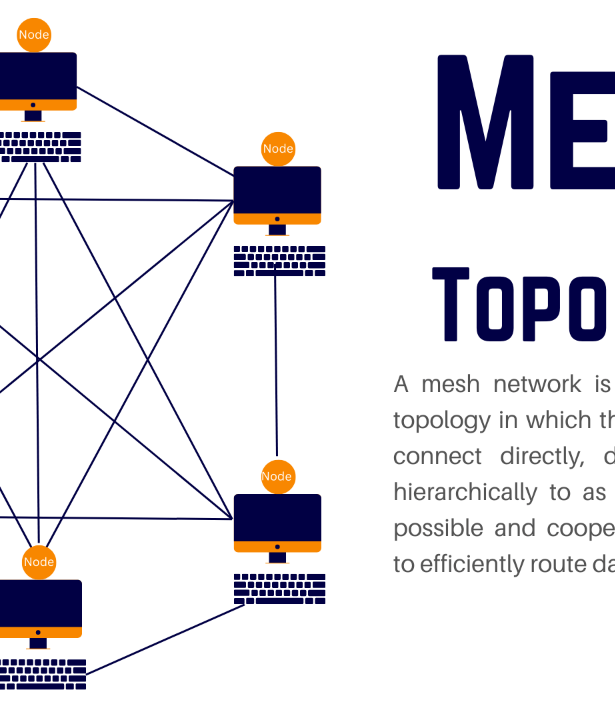 Node
Node
Node
Node
ME
TOPO
A mesh network is
topology in which th
connect directly, d
hierarchically to as
possible and coope
to efficiently route da